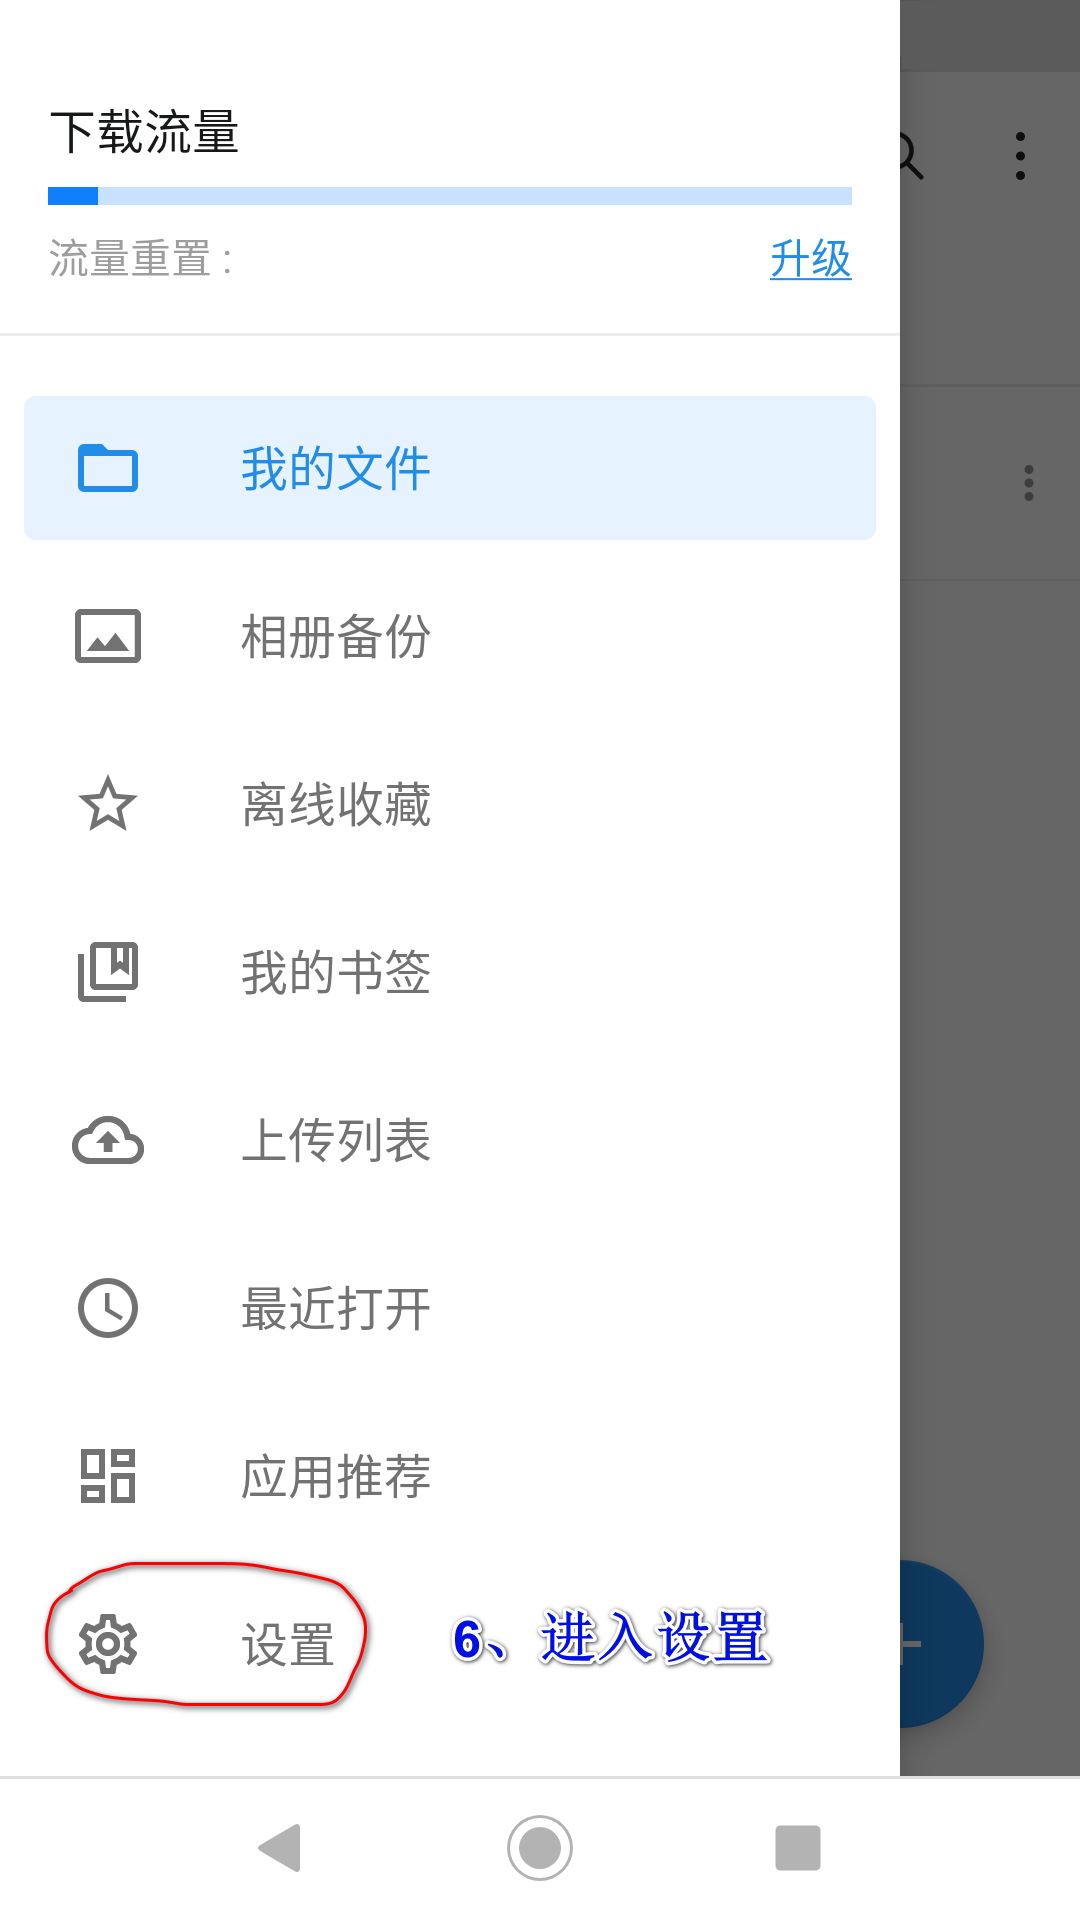 下载流量
流量重置 :
升级
我的文件
相册备份
离线收藏
我的书签
上传列表
最近打开
应用推荐
设置
6、进入设置